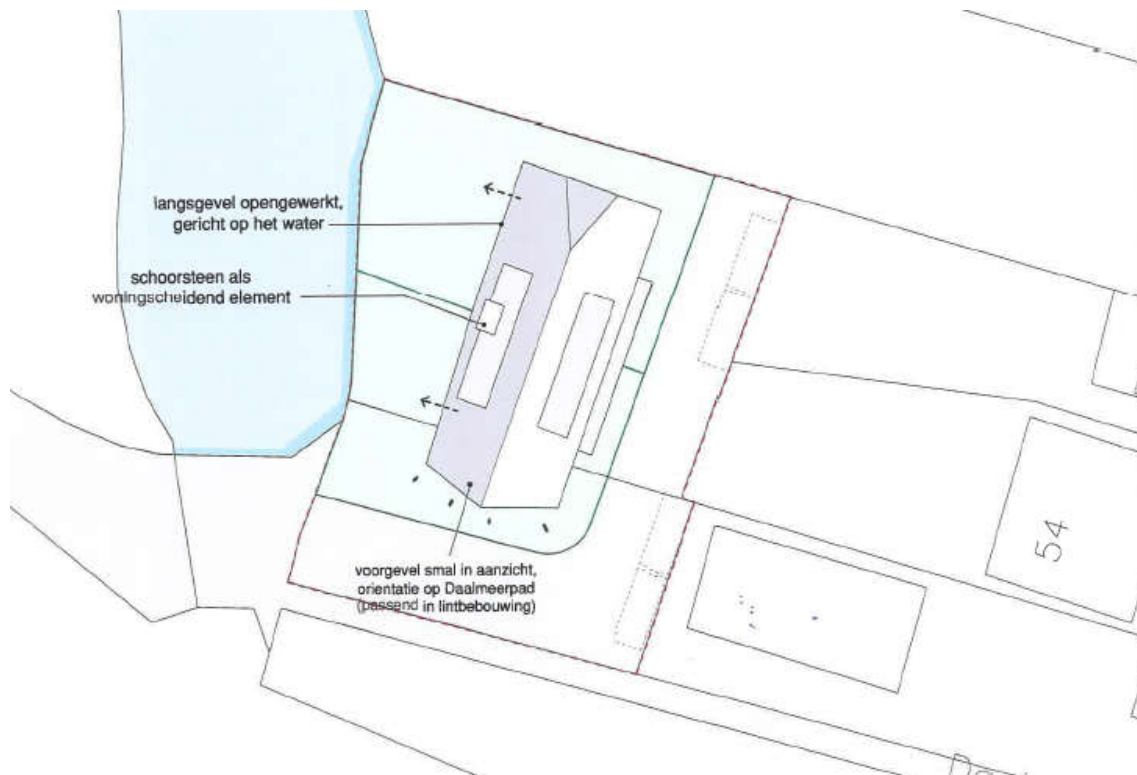 langsgevel opengewerkt,
gericht op het water
schoorsteen als
woningscheidend element
voorgevel smal in aanzicht,
orientatie op Daalmeerpad
(passend in lintbebouwing)
54